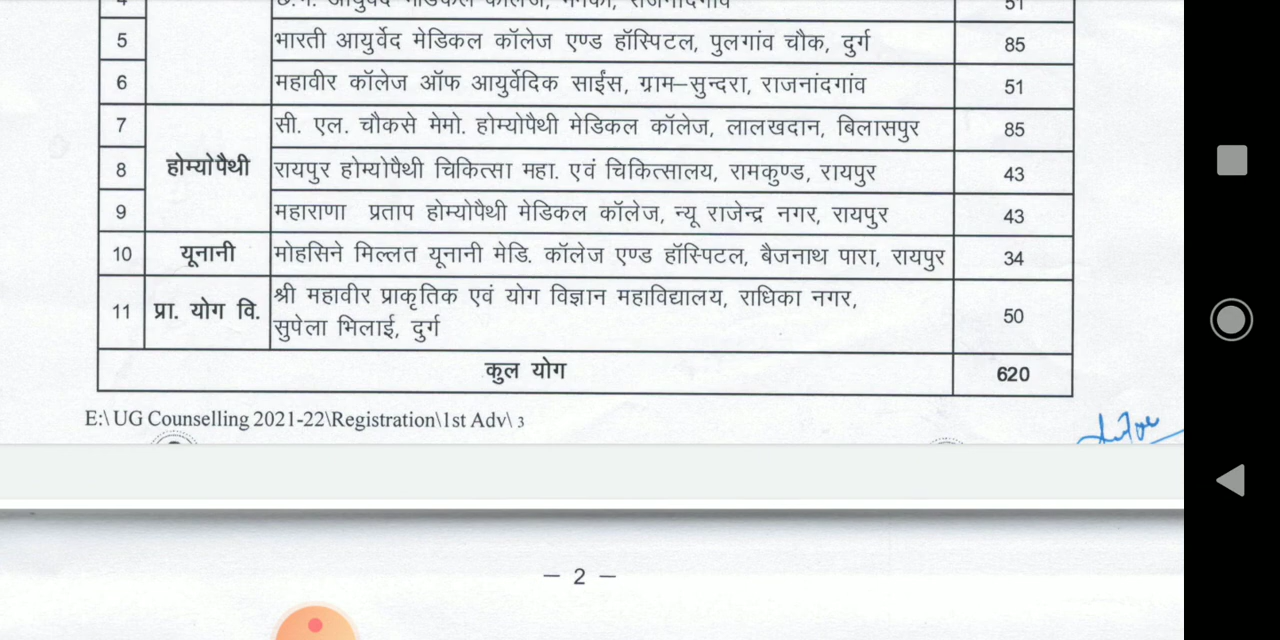 51
5 भारती आयुर्वेद मेडिकल कॉलेज एण्ड हॉस्पिटल, पुलगांव चौक, दुर्ग 85
6 महावीर कॉलेज ऑफ आयुर्वेदिक साईंस, ग्राम–सुन्दरा, राजनांदगांव 51
7 सी. एल. चौकसे मेमो. होम्योपैथी मेडिकल कॉलेज, लालखदान, बिलासपुर 85
होम्योपैथी
8 रायपुर होम्योपैथी चिकित्सा महा. एवं चिकित्सालय, रामकुण्ड, रायपुर 43
9 महाराणा प्रताप होम्योपैथी मेडिकल कॉलेज, न्यू राजेन्द्र नगर, रायपुर 43
10 यूनानी मोहसिने मिल्लत यूनानी मेडि. कॉलेज एण्ड हॉस्पिटल, बैजनाथ पारा, रायपुर 34
11 प्रा. योग वि. श्री महावीर प्राकृतिक एवं योग विज्ञान महाविद्यालय, राधिका नगर,
सुपेला भिलाई, दुर्ग 50
कुल योग 620
E:\ UG Counselling 2021-22\Registration\1st Adv\ 3
– 2 –